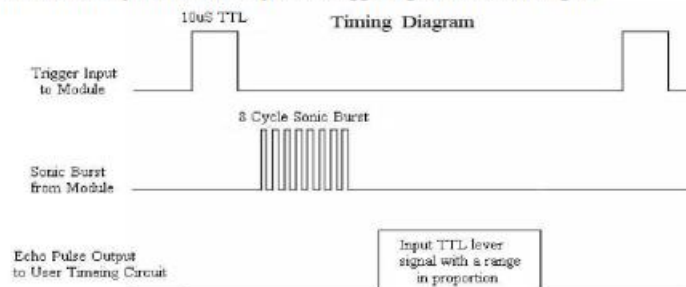 10uS TTL
Timing Diagram
Trigger Input
to Module
8 Cycle Sonic Burst
Sonic Burst
from Module
Echo Pulse Output
to User Timeing Circuit
Input TTL lever
signal with a range
in proportion